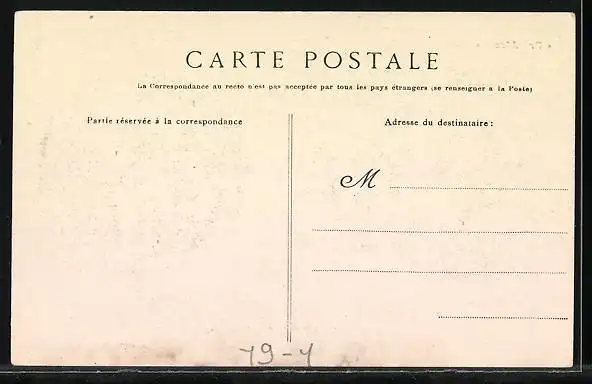 CARTE POSTALE
La Correspondance au recto n'est pas acceptée par tous les pays étrangers (se renseigner à la Poste)
Partie réservée à la correspondance
Adresse du destinataire :
M
79-4